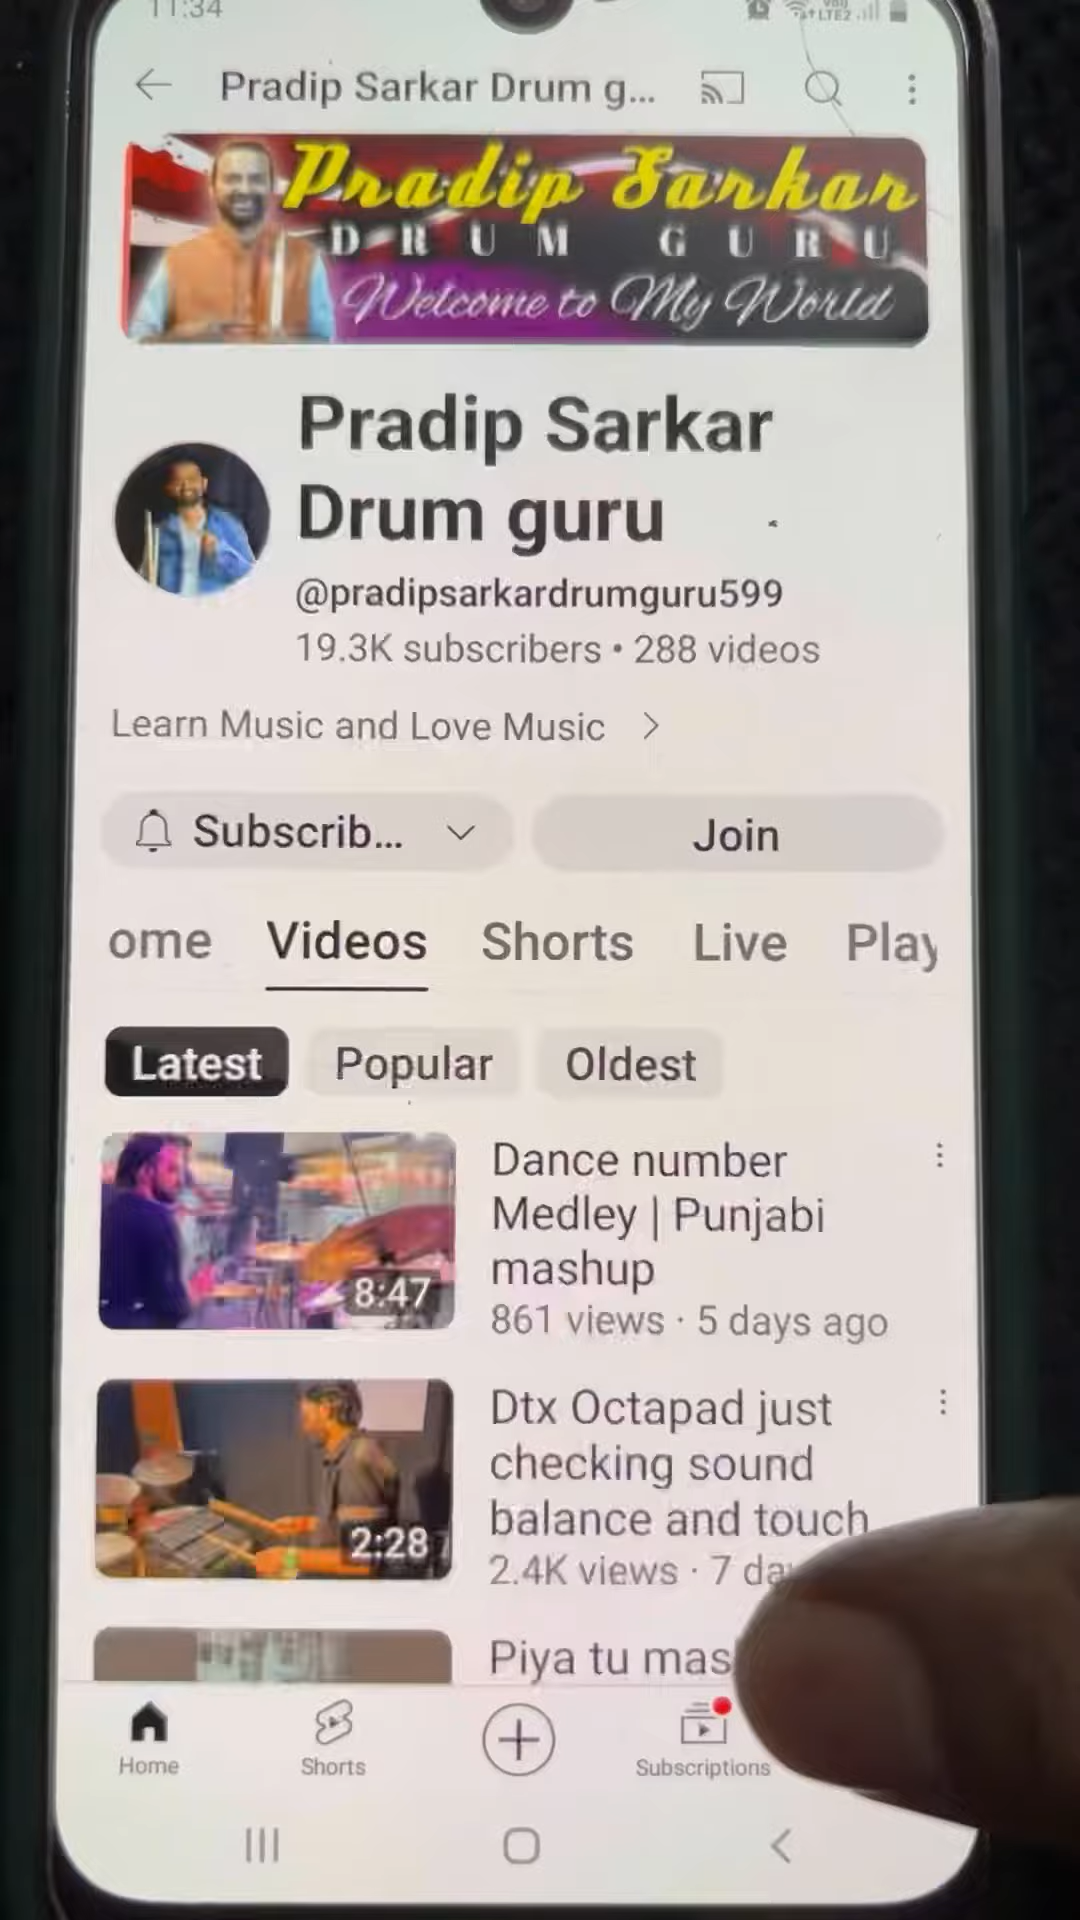 11:34
LTE2
Pradip Sarkar Drum g...
Pradip Sarkar
DRUM GURU
Welcome to My World
Pradip Sarkar
Drum guru
@pradipsarkardrumguru599
19.3K subscribers • 288 videos
Learn Music and Love Music >
Subscrib...
Join
ome Videos Shorts Live Play
Latest Popular Oldest
Dance number
Medley | Punjabi
mashup
8:47
861 views · 5 days ago
Dtx Octapad just
checking sound
balance and touch
2:28
2.4K views · 7 da
Piya tu mas
Home Shorts Subscriptions